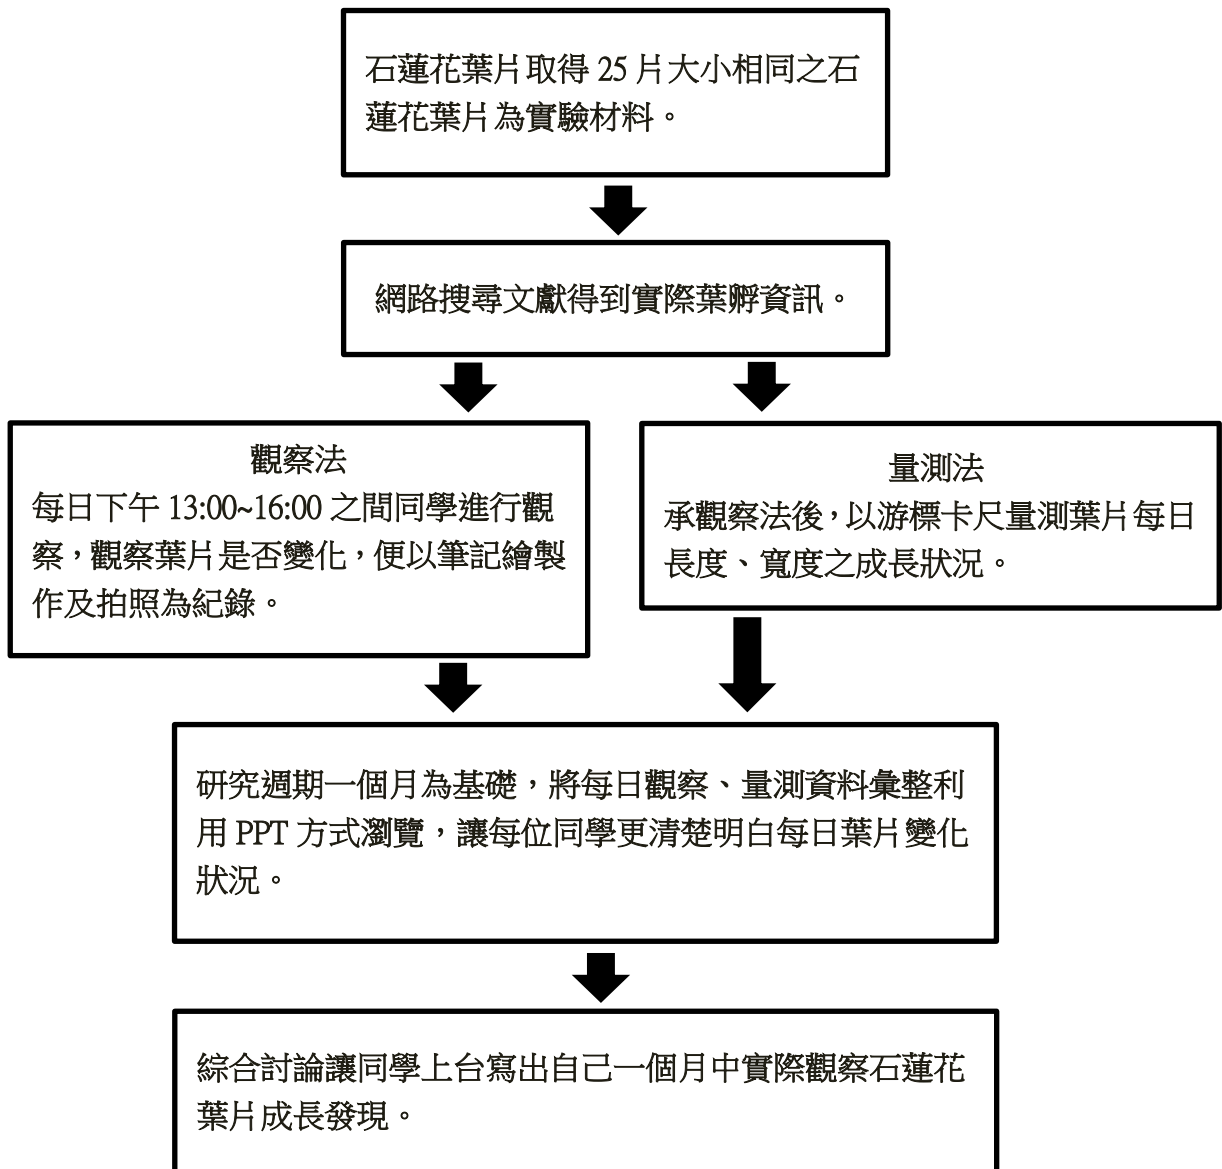 石蓮花葉片取得 25 片大小相同之石
蓮花葉片為實驗材料。
網路搜尋文獻得到實際葉孵資訊。
觀察法
每日下午 13:00~16:00 之間同學進行觀
察，觀察葉片是否變化，便以筆記繪製
作及拍照為紀錄。
量測法
承觀察法後，以游標卡尺量測葉片每日
長度、寬度之成長狀況。
研究週期一個月為基礎，將每日觀察、量測資料彙整利
用 PPT 方式瀏覽，讓每位同學更清楚明白每日葉片變化
狀況。
綜合討論讓同學上台寫出自己一個月中實際觀察石蓮花
葉片成長發現。